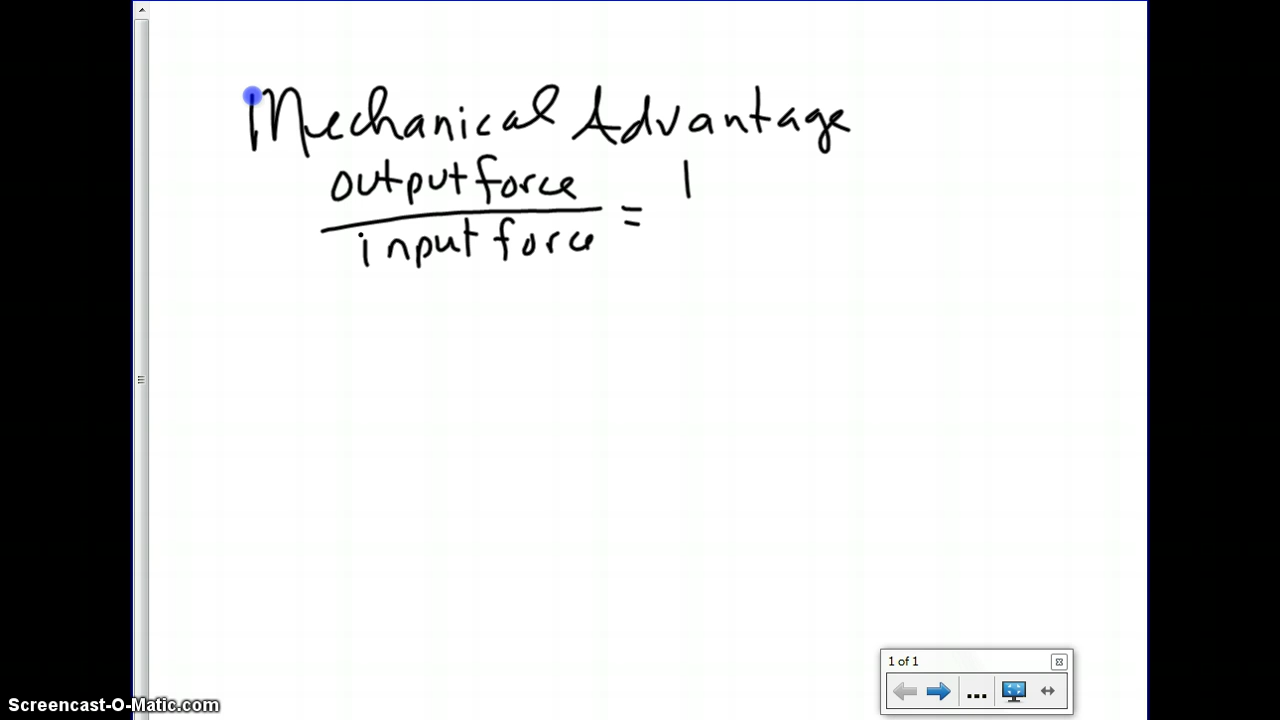 Mechanical Advantage
output force
input force
= 1
1 of 1
...
Screencast-O-Matic.com